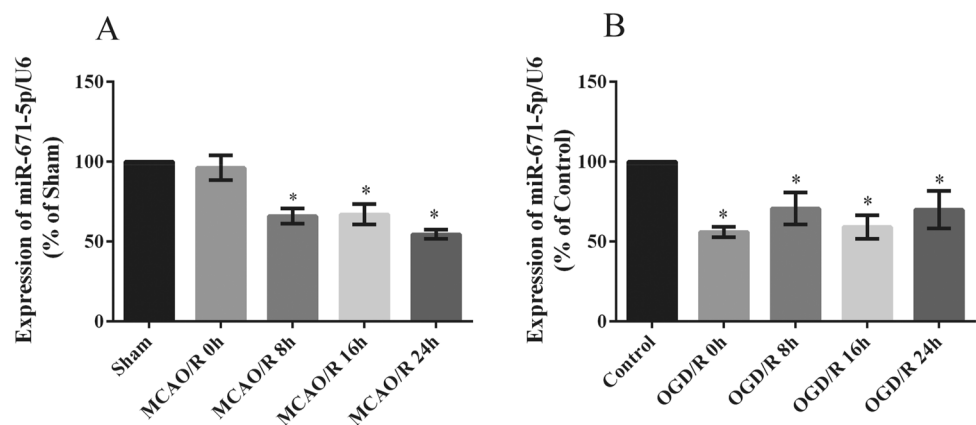 A
Expression of miR-671-5p/U6
(% of Sham)
150
100
50
0
*
*
*
Sham
MCAO/R 0h
MCAO/R 8h
MCAO/R 16h
MCAO/R 24h
B
Expression of miR-671-5p/U6
(% of Control)
150
100
50
0
*
*
*
*
Control
OGD/R 0h
OGD/R 8h
OGD/R 16h
OGD/R 24h